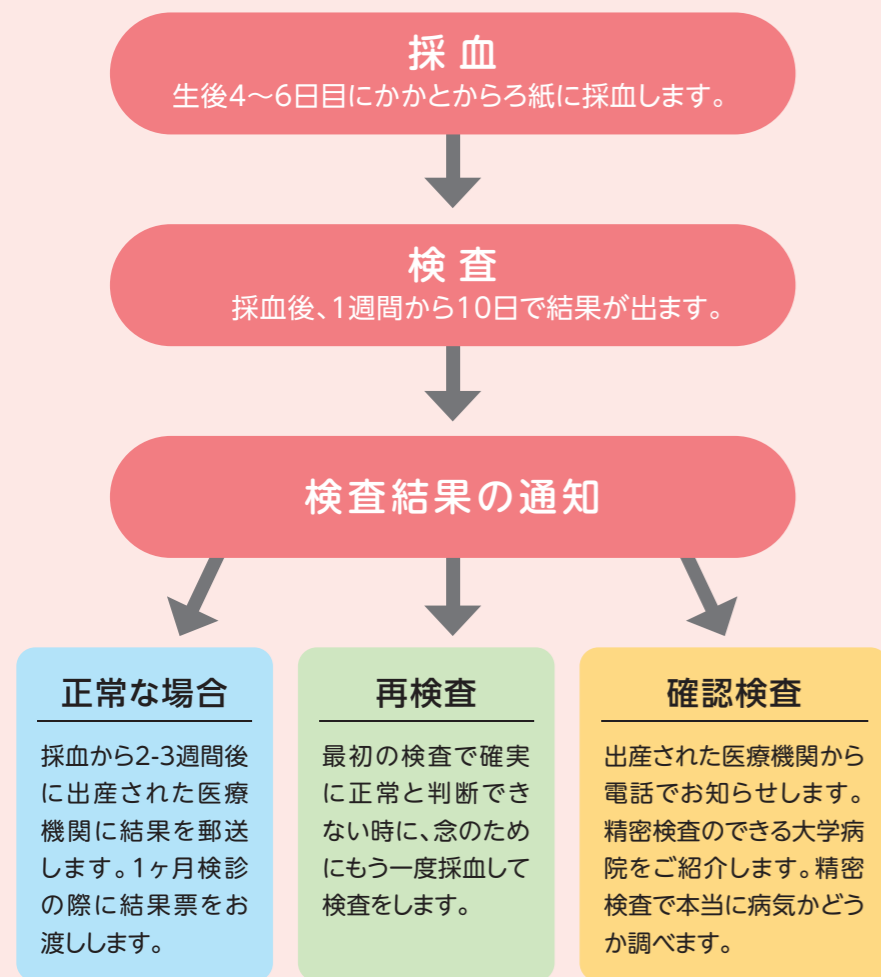 採血
生後4〜6日目にかかとからろ紙に採血します。
検査
採血後、1週間から10日で結果が出ます。
検査結果の通知
正常な場合
採血から2-3週間後
に出産された医療
機関に結果を郵送
します。1ヶ月検診
の際に結果票をお
渡しします。
再検査
最初の検査で確実
に正常と判断でき
ない時に、念のため
にもう一度採血して
検査をします。
確認検査
出産された医療機関から
電話でお知らせします。
精密検査のできる大学病
院をご紹介します。精密
検査で本当に病気かどう
か調べます。